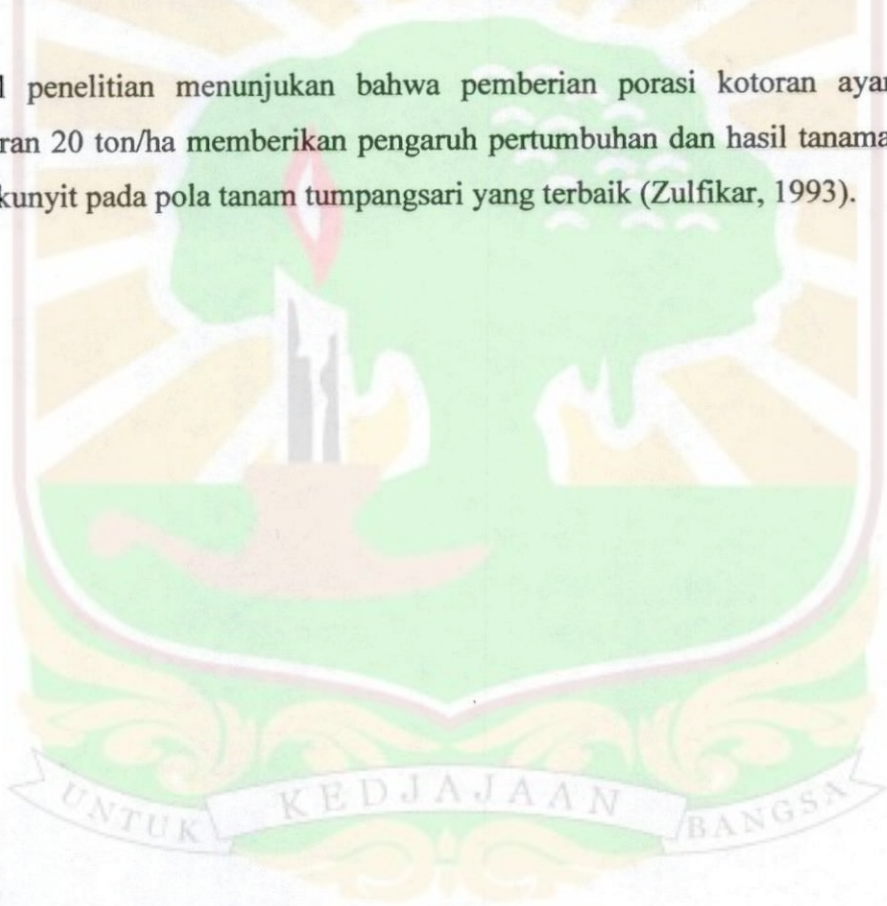 l penelitian menunjukan bahwa pemberian porasi kotoran ayar
ran 20 ton/ha memberikan pengaruh pertumbuhan dan hasil tanama
kunyit pada pola tanam tumpangsari yang terbaik (Zulfikar, 1993).
UNTUK KEDJAJAAN BANGSA